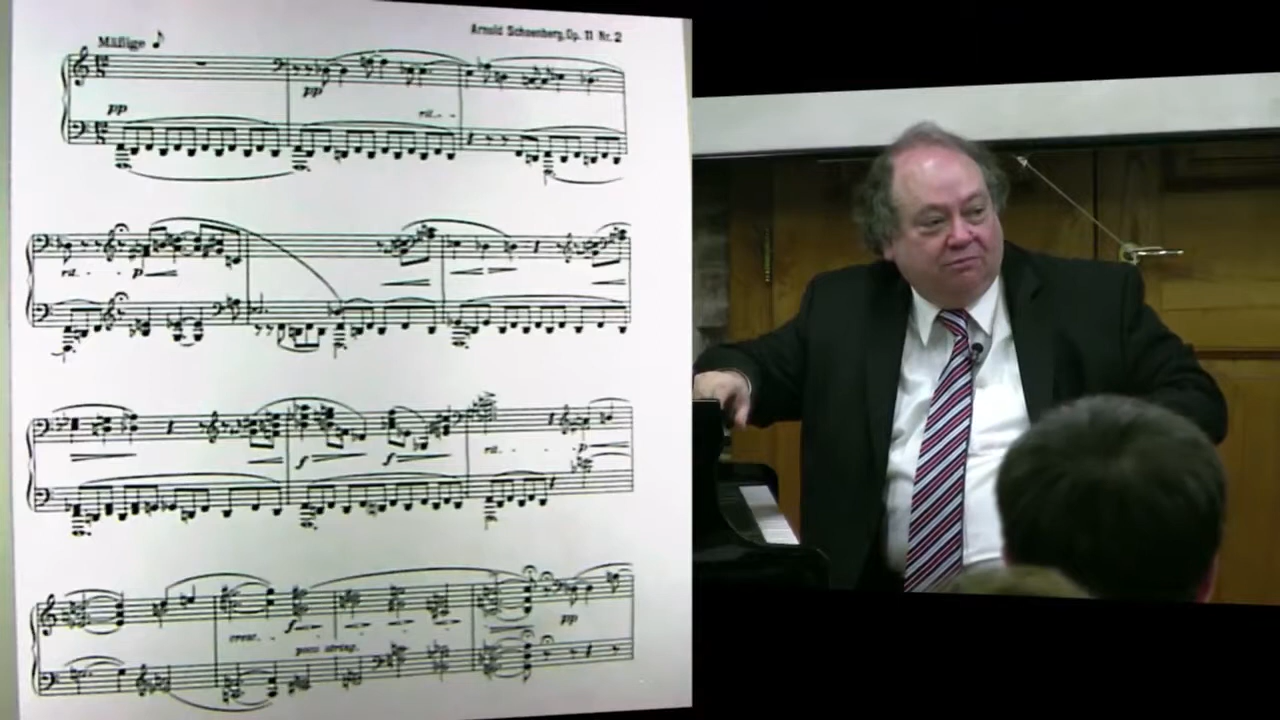 Arnold Schoenberg, Op. 11 Nr. 2
Mäßige
pp
pp
rit.
rit. p
f f
rit. p
cresc. f
poco string. pp